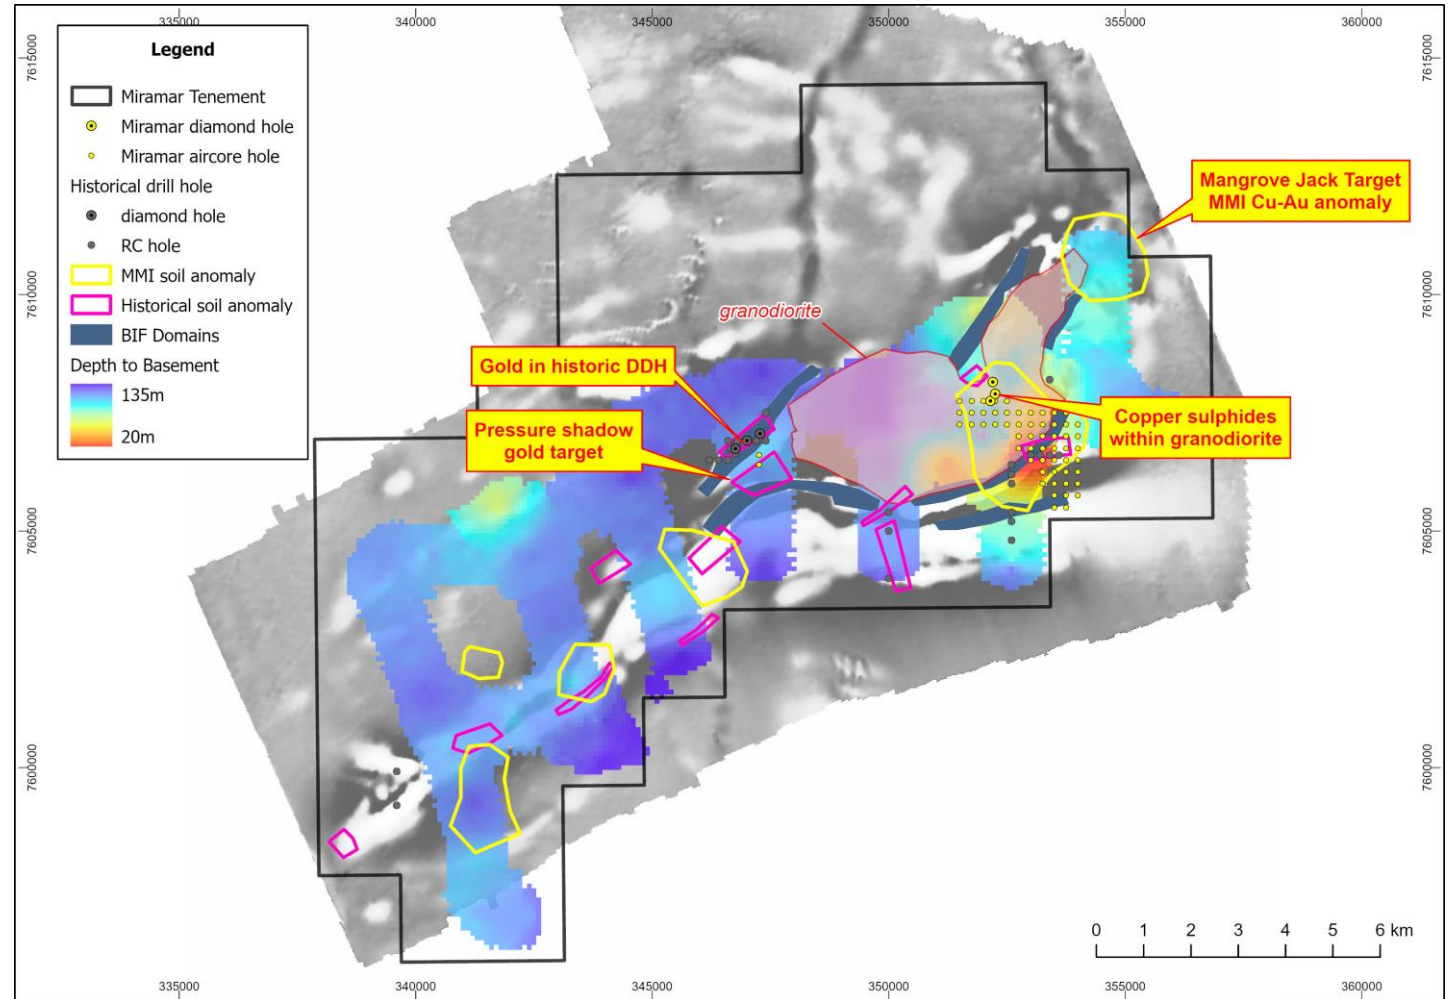 335000
340000
345000
350000
355000
360000
7615000
7615000
Legend
Miramar Tenement
Miramar diamond hole
Miramar aircore hole
Historical drill hole
diamond hole
RC hole
MMI soil anomaly
Historical soil anomaly
BIF Domains
Depth to Basement
135m
20m
Mangrove Jack Target
MMI Cu-Au anomaly
7610000
7610000
granodiorite
Gold in historic DDH
Pressure shadow
gold target
Copper sulphides
within granodiorite
7605000
7605000
7600000
7600000
0 1 2 3 4 5 6 km
335000
340000
345000
350000
355000
360000